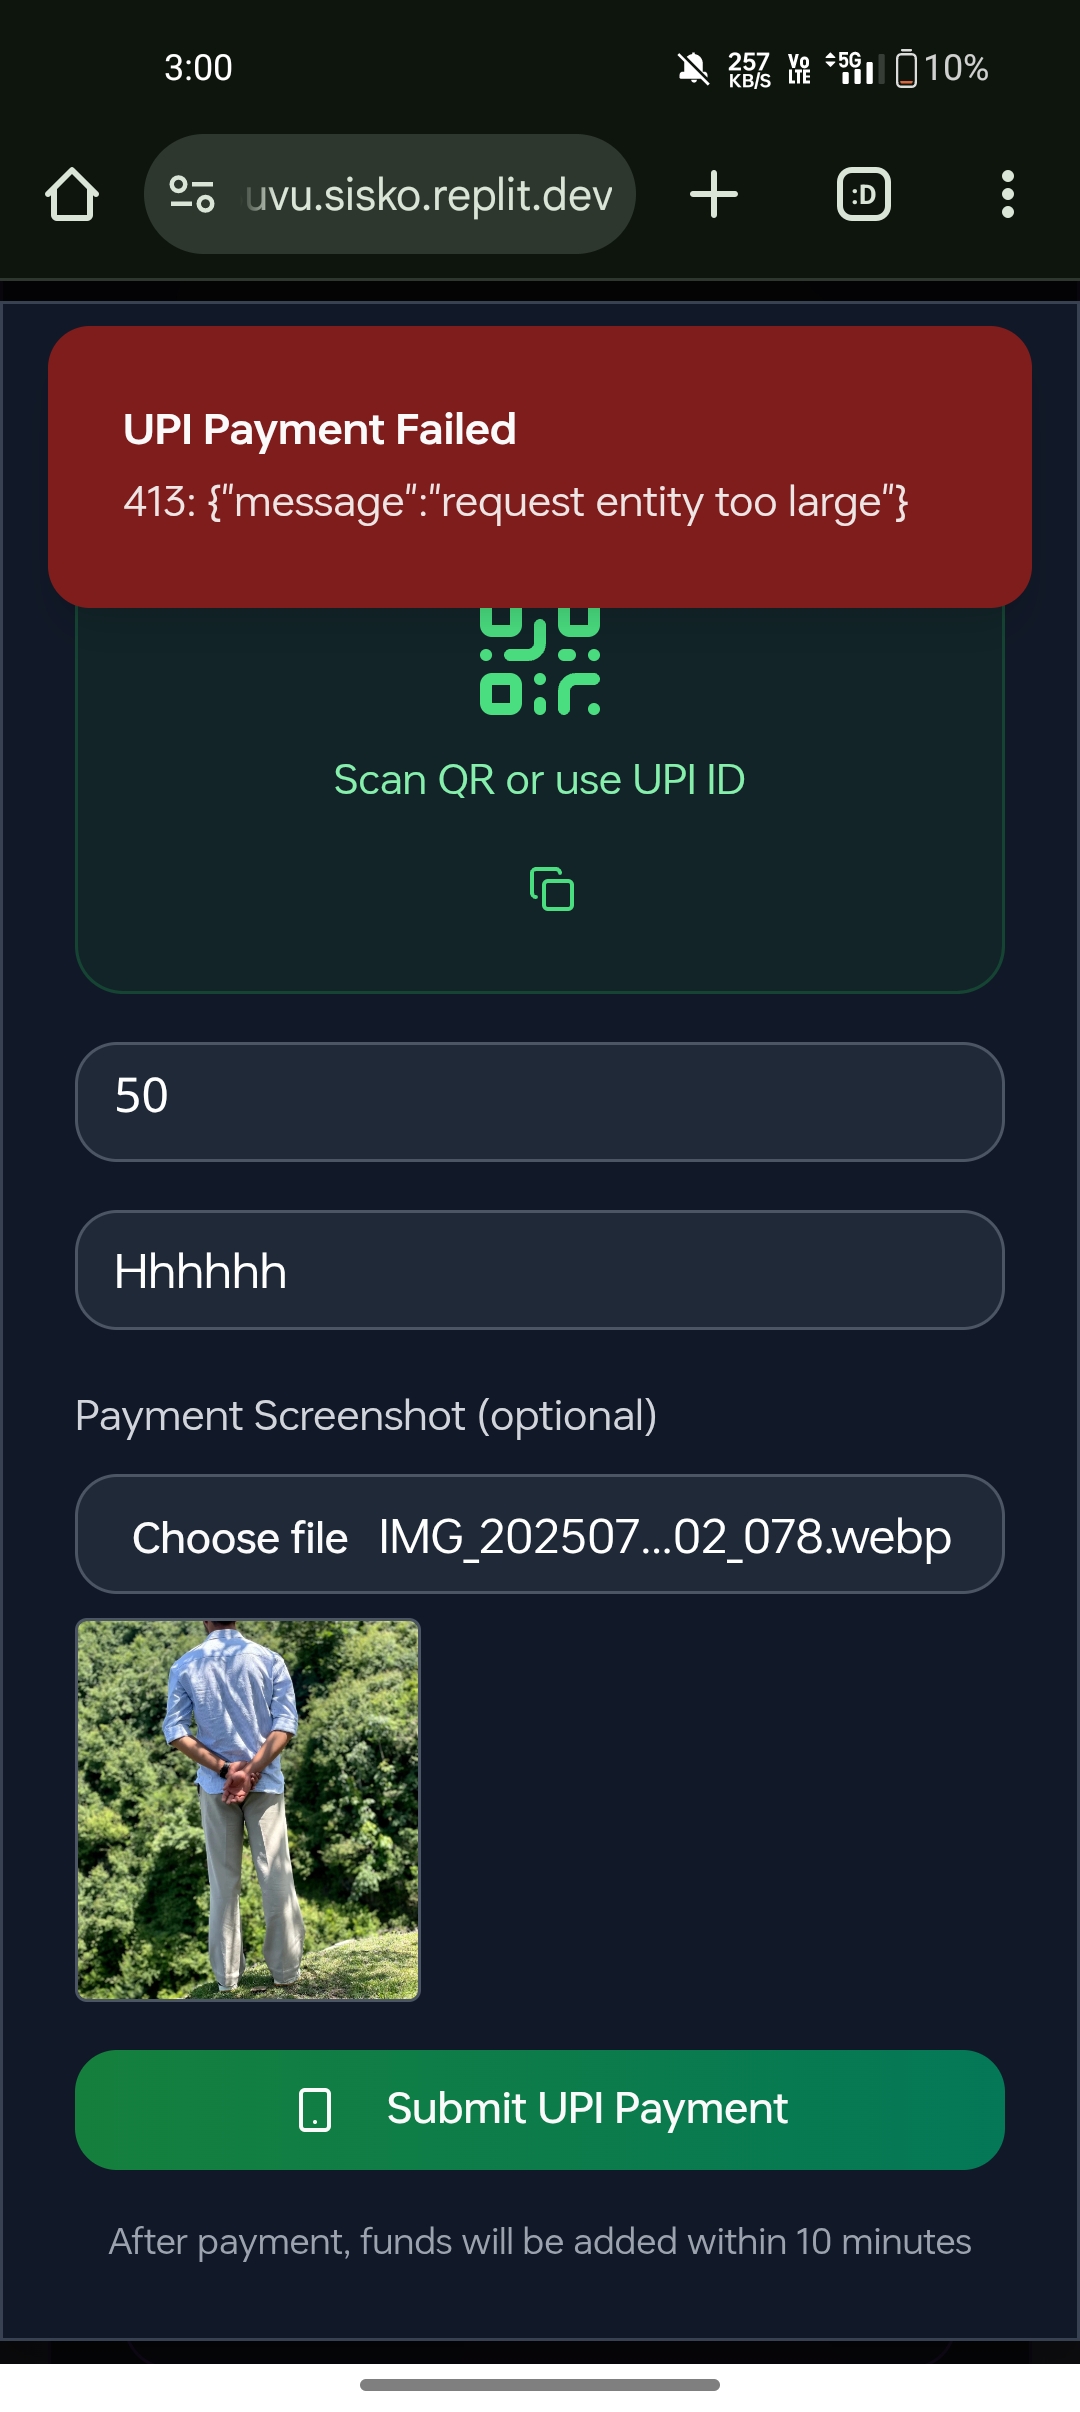 3:00
257
KB/S
Vo
LTE
5G
10%
uvu.sisko.replit.dev
:D
UPI Payment Failed
413: {"message":"request entity too large"}
Scan QR or use UPI ID
50
Hhhhhh
Payment Screenshot (optional)
Choose file IMG_202507...02_078.webp
Submit UPI Payment
After payment, funds will be added within 10 minutes